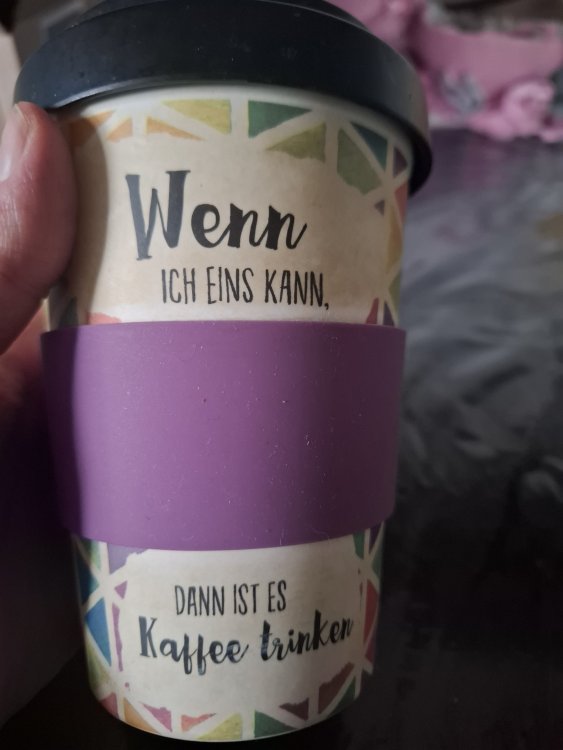 Wenn
ICH EINS KANN,
DANN IST ES
Kaffee trinken